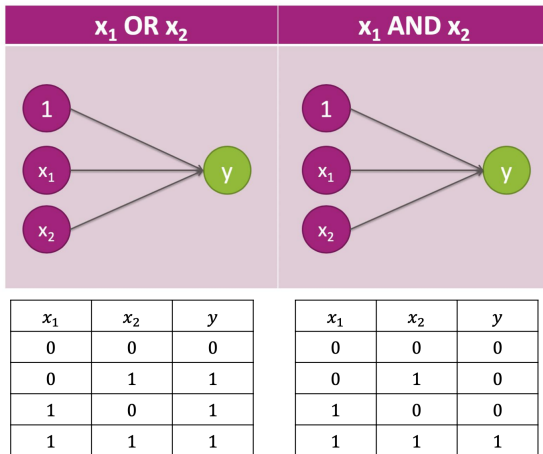 x₁ OR x₂ x₁ AND x₂
1 1
x₁ y x₁ y
x₂ x₂
x₁ x₂ y x₁ x₂ y
0 0 0 0 0 0
0 1 1 0 1 0
1 0 1 1 0 0
1 1 1 1 1 1